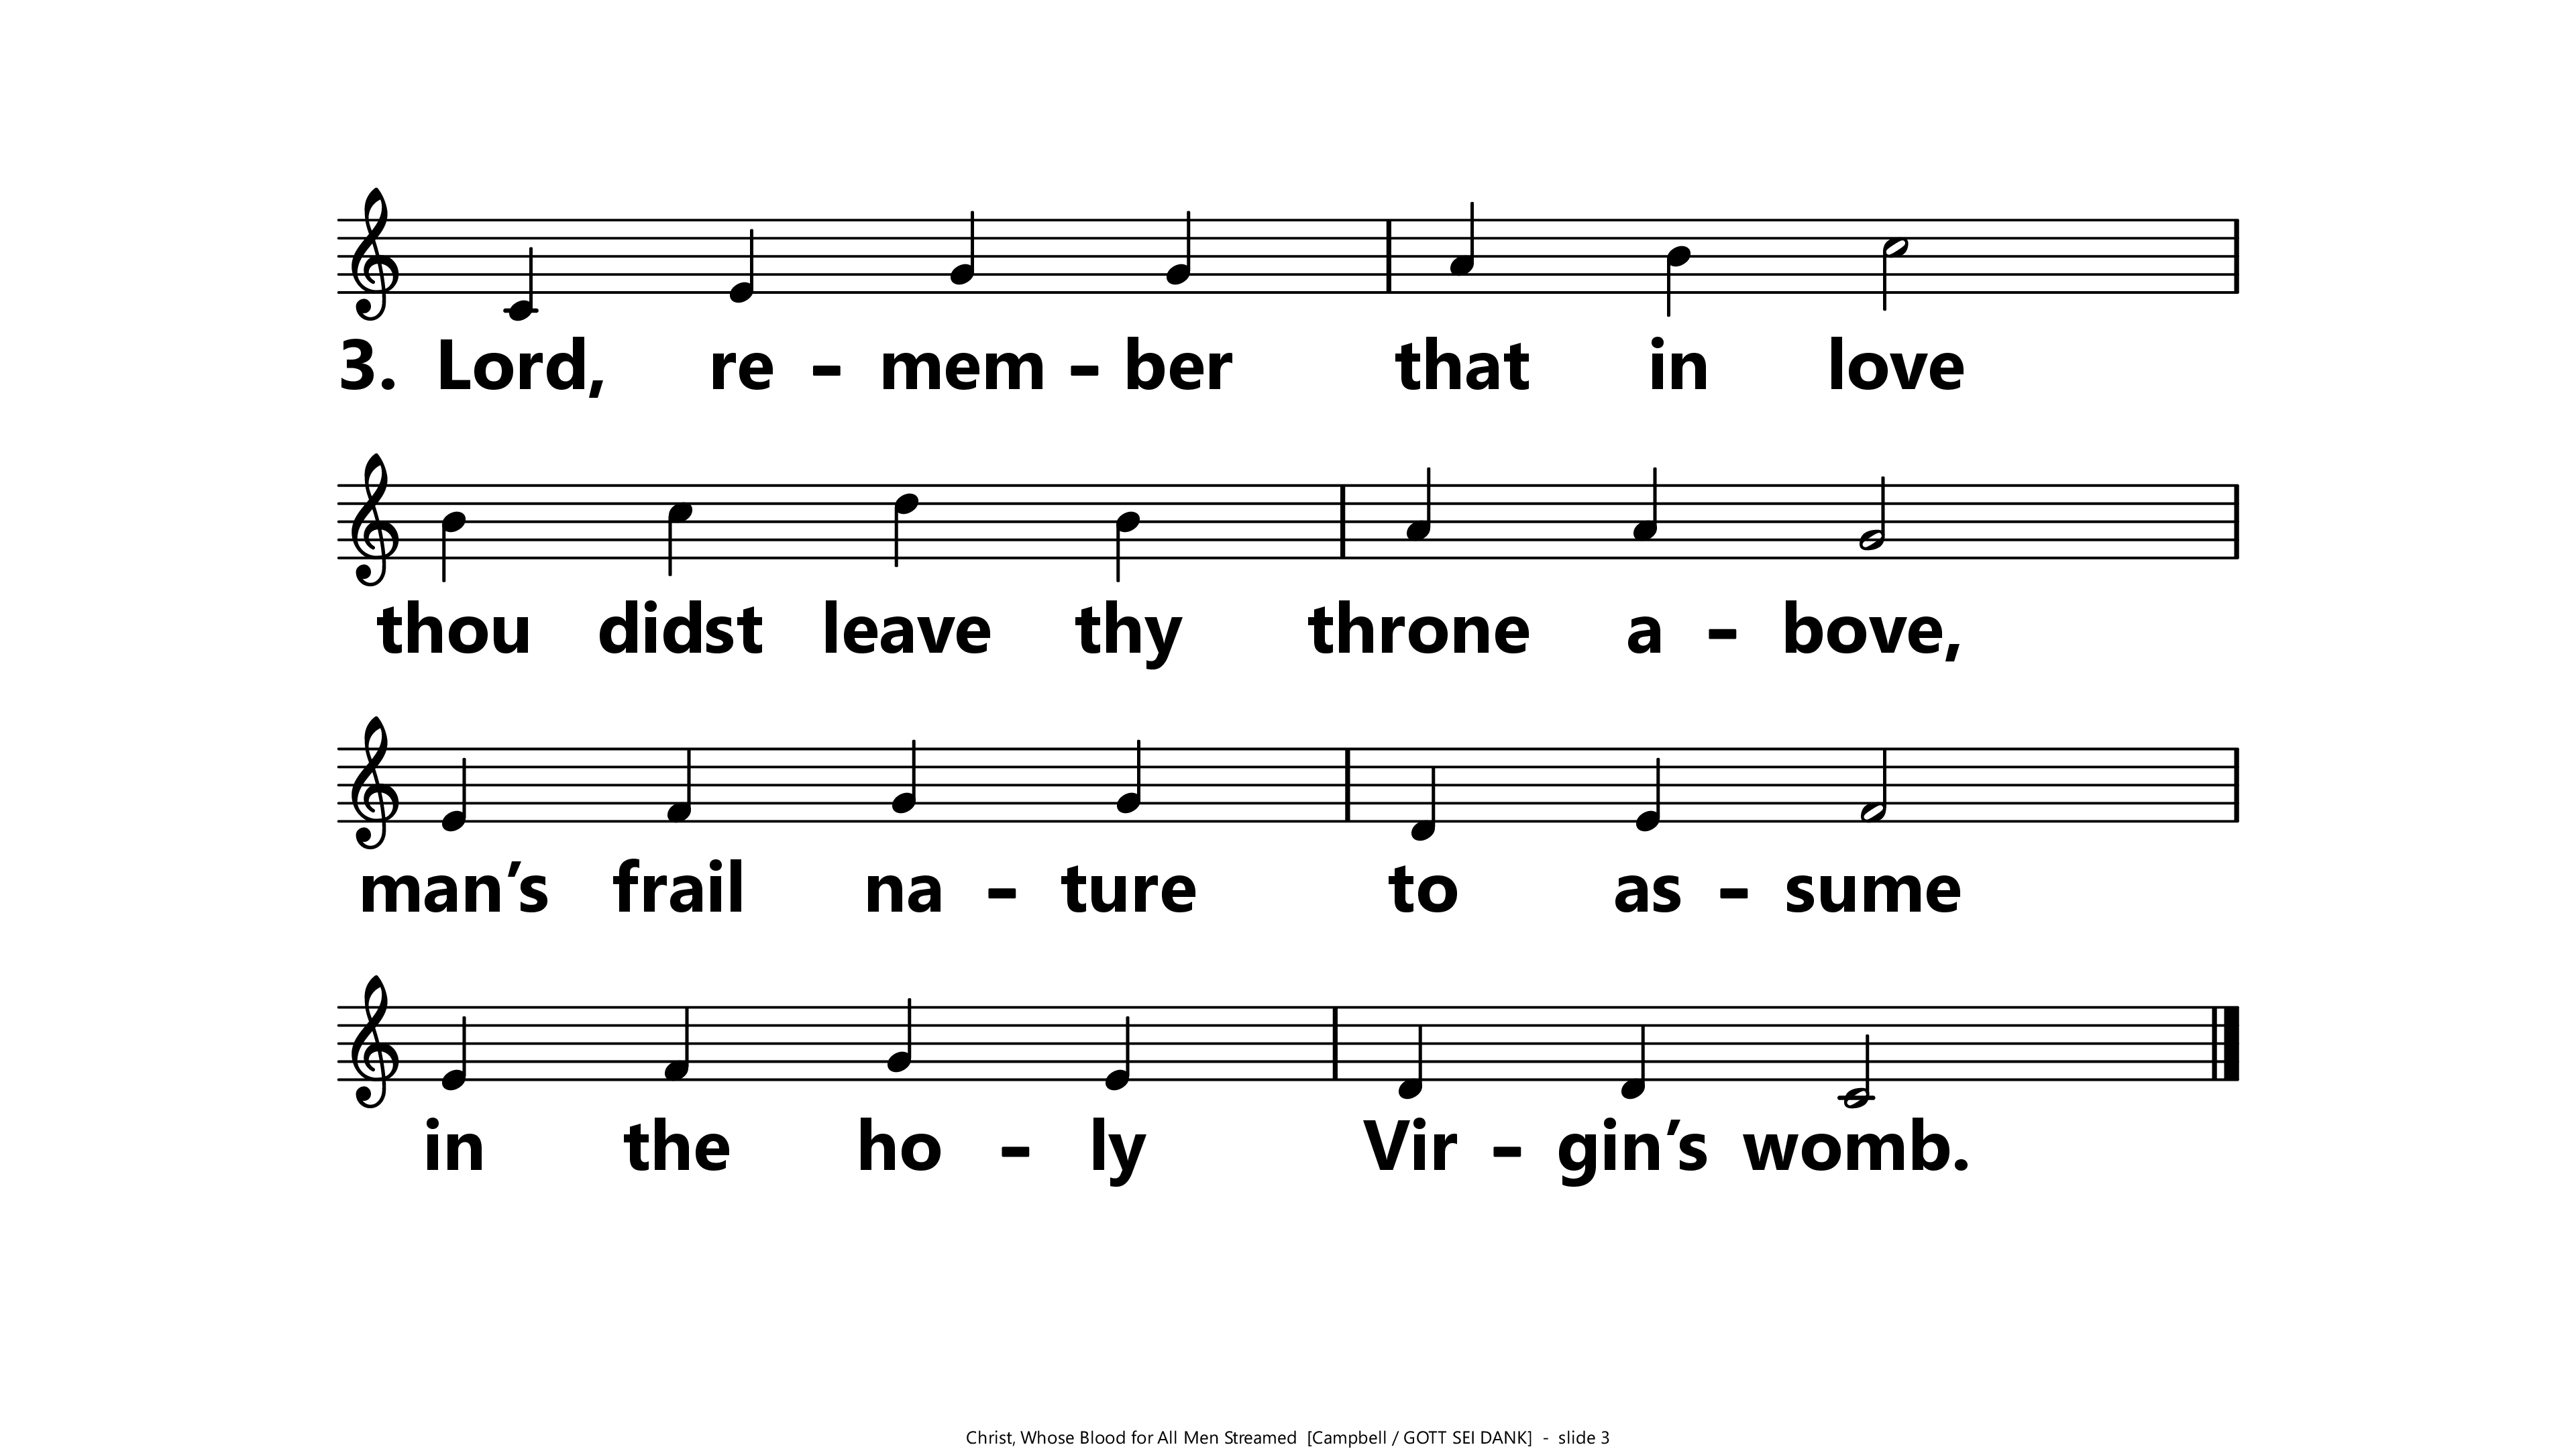 3. Lord, re - mem - ber that in love
thou didst leave thy throne a - bove,
man’s frail na - ture to as - sume
in the ho - ly Vir - gin’s womb.
Christ, Whose Blood for All Men Streamed [Campbell / GOTT SEI DANK] - slide 3